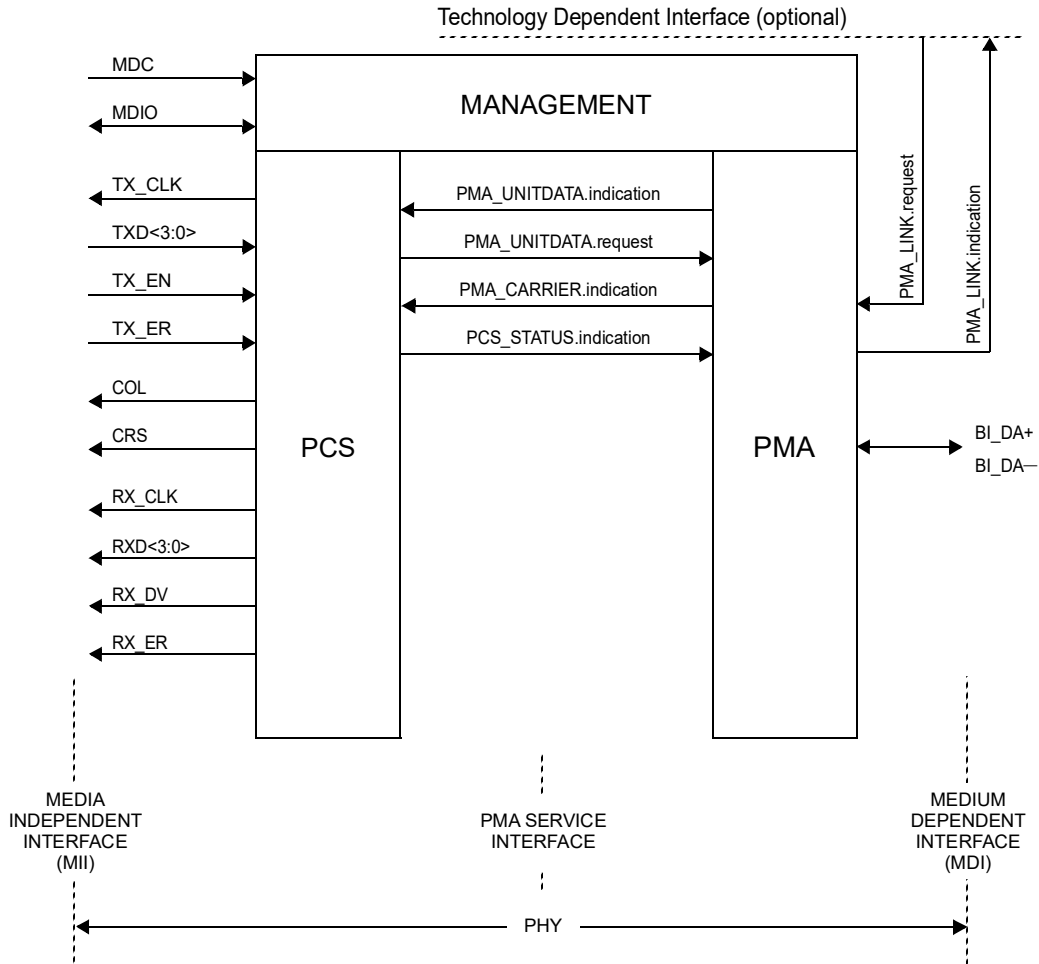 Technology Dependent Interface (optional)
MDC
MDIO
MANAGEMENT
TX_CLK
TXD<3:0>
TX_EN
TX_ER
COL
CRS
RX_CLK
RXD<3:0>
RX_DV
RX_ER
PCS
PMA_UNITDATA.indication
PMA_UNITDATA.request
PMA_CARRIER.indication
PCS_STATUS.indication
PMA
PMA_LINK.request
PMA_LINK.indication
BI_DA+
BI_DA—
MEDIA
INDEPENDENT
INTERFACE
(MII)
PMA SERVICE
INTERFACE
MEDIUM
DEPENDENT
INTERFACE
(MDI)
PHY